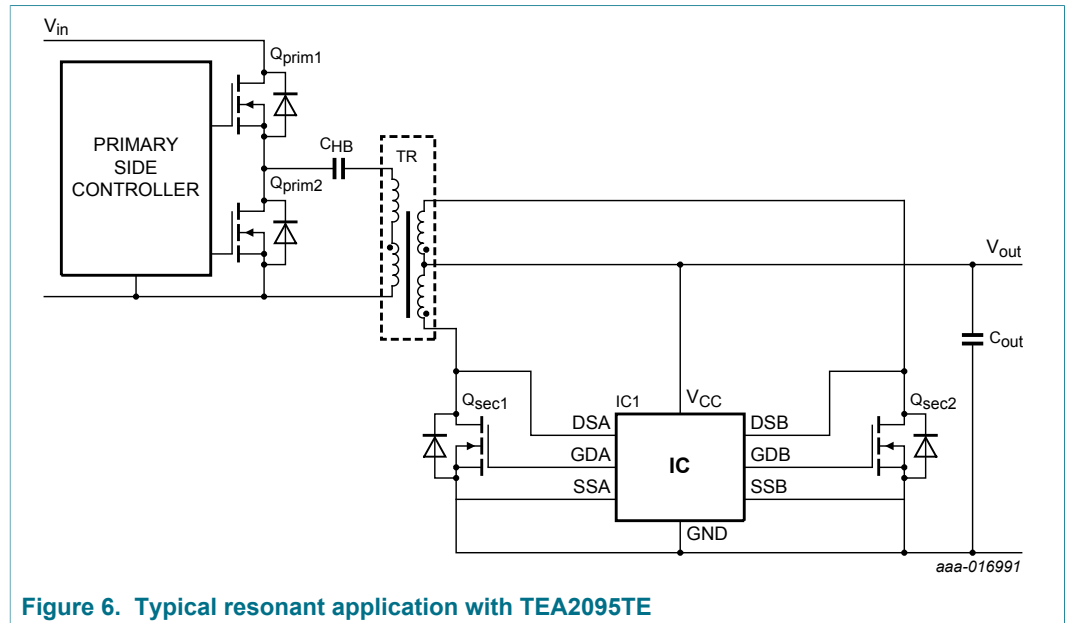 Vin
Qprim1
PRIMARY
SIDE
CONTROLLER
CHB
TR
Qprim2
Vout
Cout
Qsec1
IC1
VCC
Qsec2
DSA
DSB
GDA
IC
GDB
SSA
SSB
GND
aaa-016991
Figure 6. Typical resonant application with TEA2095TE